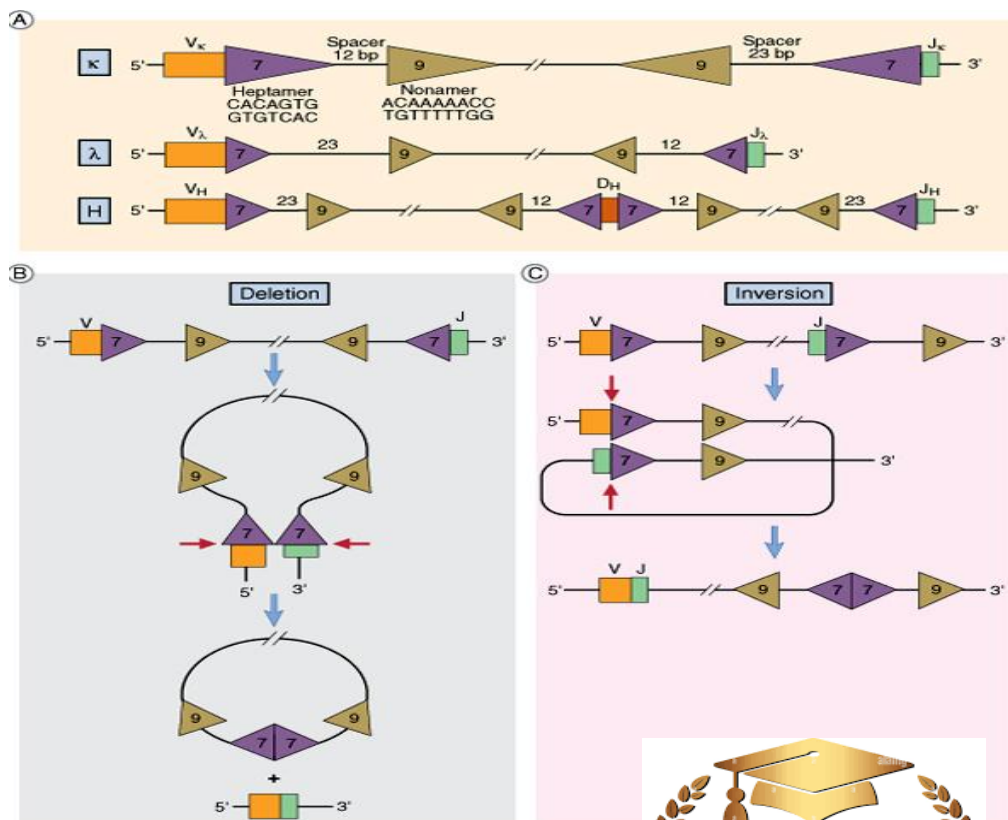 A
κ
5'
Vκ
7
Spacer
12 bp
9
9
Spacer
23 bp
7
Jκ
3'
Heptamer
CACAGTG
GTGTCAC
Nonamer
ACAAAAACC
TGTTTTTGG
λ
5'
Vλ
7
23
9
9
12
7
Jλ
3'
H
5'
VH
7
23
9
9
12
7
DH
7
12
9
9
23
7
JH
3'
B
Deletion
5'
V
7
9
9
7
J
3'
9
9
7
7
5'
3'
9
9
7
7
+
5'
3'
C
Inversion
5'
V
7
9
J
7
9
3'
5'
7
9
7
9
3'
5'
V
J
9
7
7
9
3'